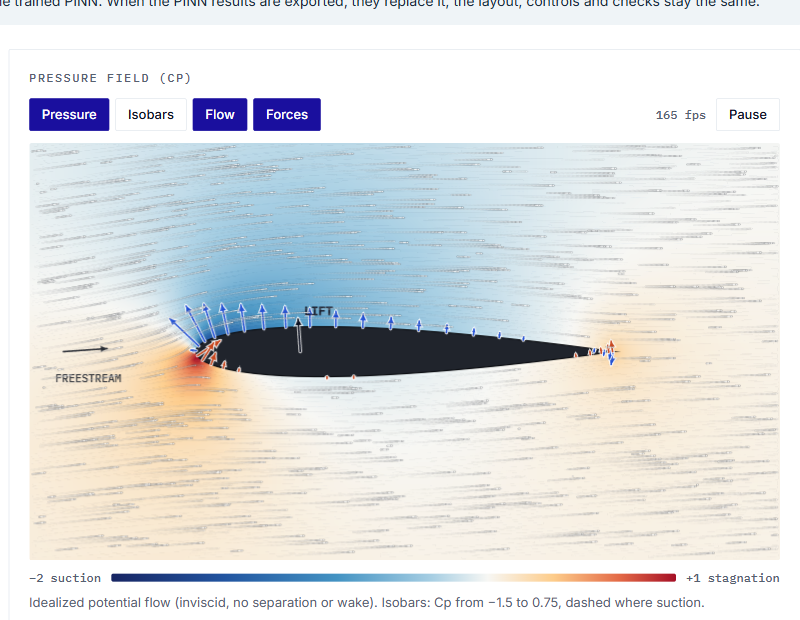 trained PINN. When the PINN results are exported, they replace it, the layout, controls and checks stay the same.
PRESSURE FIELD (CP)
Pressure
Isobars
Flow
Forces
165 fps
Pause
LIFT
FREESTREAM
−2 suction
+1 stagnation
Idealized potential flow (inviscid, no separation or wake). Isobars: Cp from −1.5 to 0.75, dashed where suction.